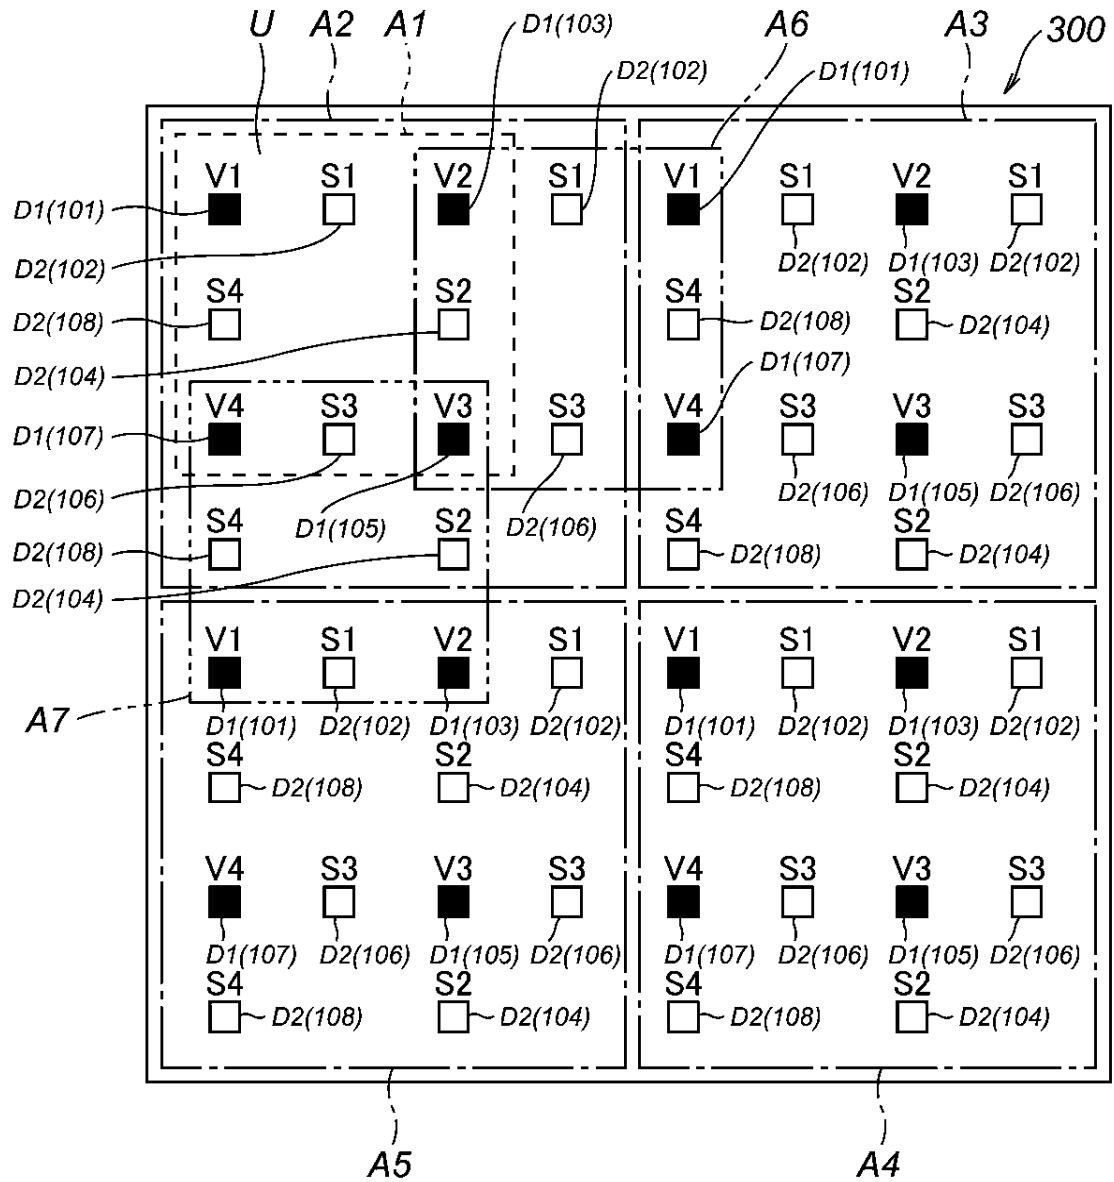 U A2 A1 D1(103) A6 A3 300
D2(102) D1(101)
V1 S1 V2 S1 V1 S1 V2 S1
D1(101)
D2(102) D2(102) D1(103) D2(102)
S4 S2 S4 S2
D2(108) D2(108) D2(104)
D2(104) D1(107)
V4 S3 V3 S3 V4 S3 V3 S3
D1(107)
D2(106) D2(106) D1(105) D2(106)
S4 D1(105) S2 D2(106) S4 S2
D2(108) D2(108) D2(104)
D2(104)
V1 S1 V2 S1 V1 S1 V2 S1
A7 D1(101) D2(102) D1(103) D2(102) D1(101) D2(102) D1(103) D2(102)
S4 S2 S4 S2
D2(108) D2(104) D2(108) D2(104)
V4 S3 V3 S3 V4 S3 V3 S3
D1(107) D2(106) D1(105) D2(106) D1(107) D2(106) D1(105) D2(106)
S4 S2 S4 S2
D2(108) D2(104) D2(108) D2(104)
A5 A4